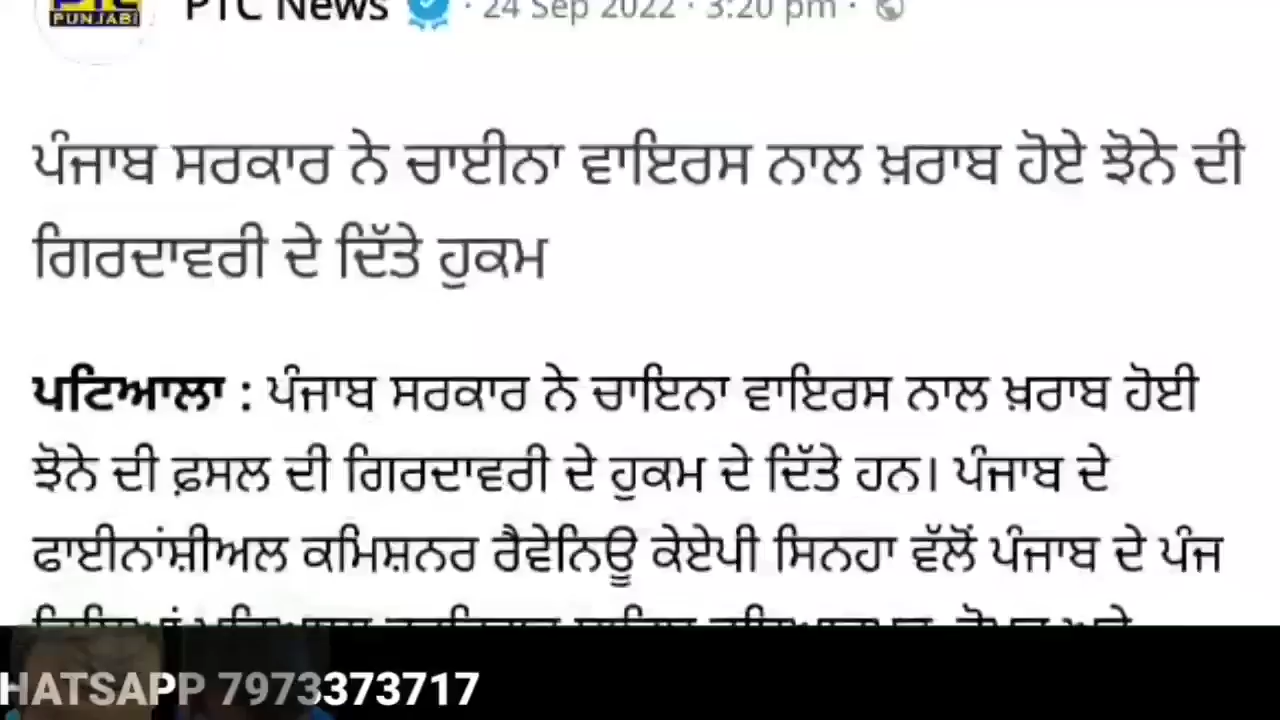 PTC
PUNJABI
PTC News · 24 Sep 2022 · 3:20 pm ·
ਪੰਜਾਬ ਸਰਕਾਰ ਨੇ ਚਾਈਨਾ ਵਾਇਰਸ ਨਾਲ ਖ਼ਰਾਬ ਹੋਏ ਝੋਨੇ ਦੀ
ਗਿਰਦਾਵਰੀ ਦੇ ਦਿੱਤੇ ਹੁਕਮ
ਪਟਿਆਲਾ : ਪੰਜਾਬ ਸਰਕਾਰ ਨੇ ਚਾਇਨਾ ਵਾਇਰਸ ਨਾਲ ਖ਼ਰਾਬ ਹੋਈ
ਝੋਨੇ ਦੀ ਫ਼ਸਲ ਦੀ ਗਿਰਦਾਵਰੀ ਦੇ ਹੁਕਮ ਦੇ ਦਿੱਤੇ ਹਨ। ਪੰਜਾਬ ਦੇ
ਫਾਈਨਾਂਸ਼ੀਅਲ ਕਮਿਸ਼ਨਰ ਰੈਵੇਨਿਊ ਕੇਏਪੀ ਸਿਨਹਾ ਵੱਲੋਂ ਪੰਜਾਬ ਦੇ ਪੰਜ
HATSAPP 7973373717